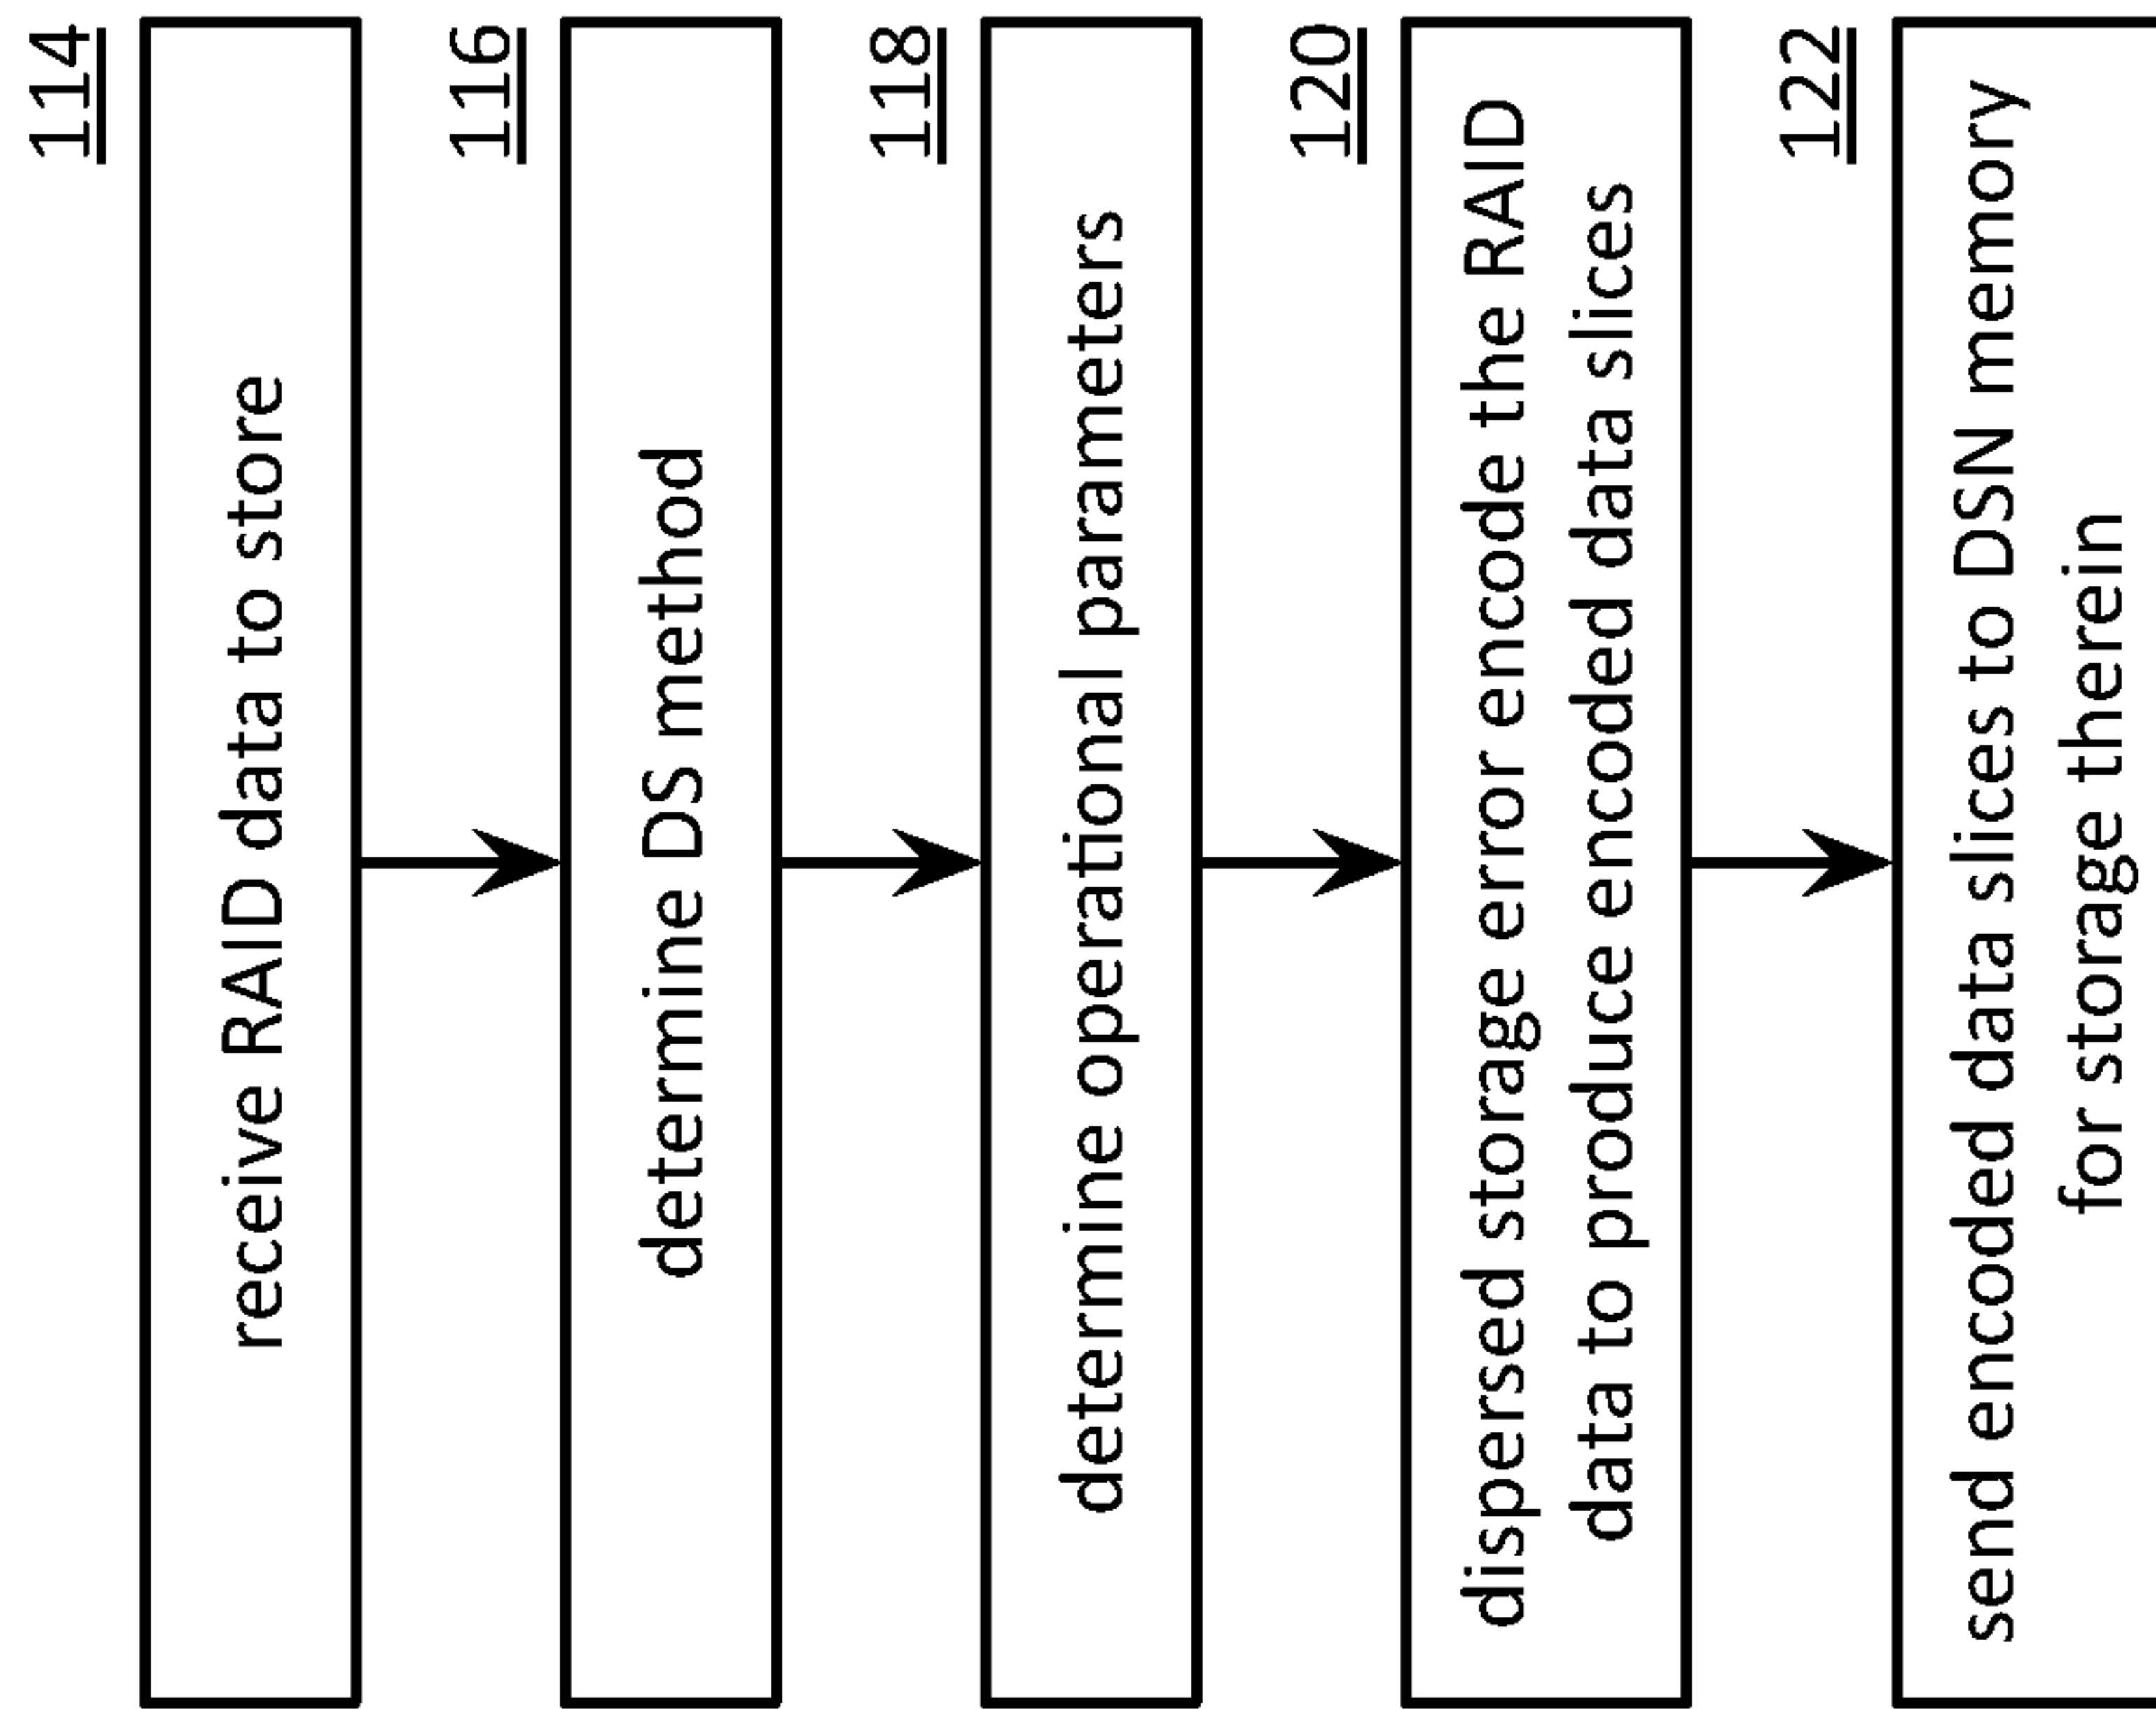 114
receive RAID data to store
116
determine DS method
118
determine operational parameters
120
dispersed storage error encode the RAID
data to produce encoded data slices
122
send encoded data slices to DSN memory
for storage therein